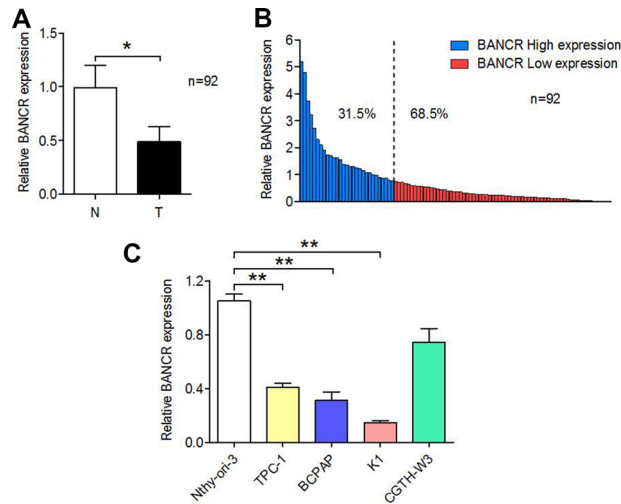 A
Relative BANCR expression
1.5
1.0
0.5
0.0
*
n=92
N
T
B
Relative BANCR expression
6
5
4
3
2
1
0
BANCR High expression
BANCR Low expression
31.5%
68.5%
n=92
C
Relative BANCR expression
1.2
0.8
0.4
0.0
**
**
**
Nthy-ori-3
TPC-1
BCPAP
K1
CGTH-W3